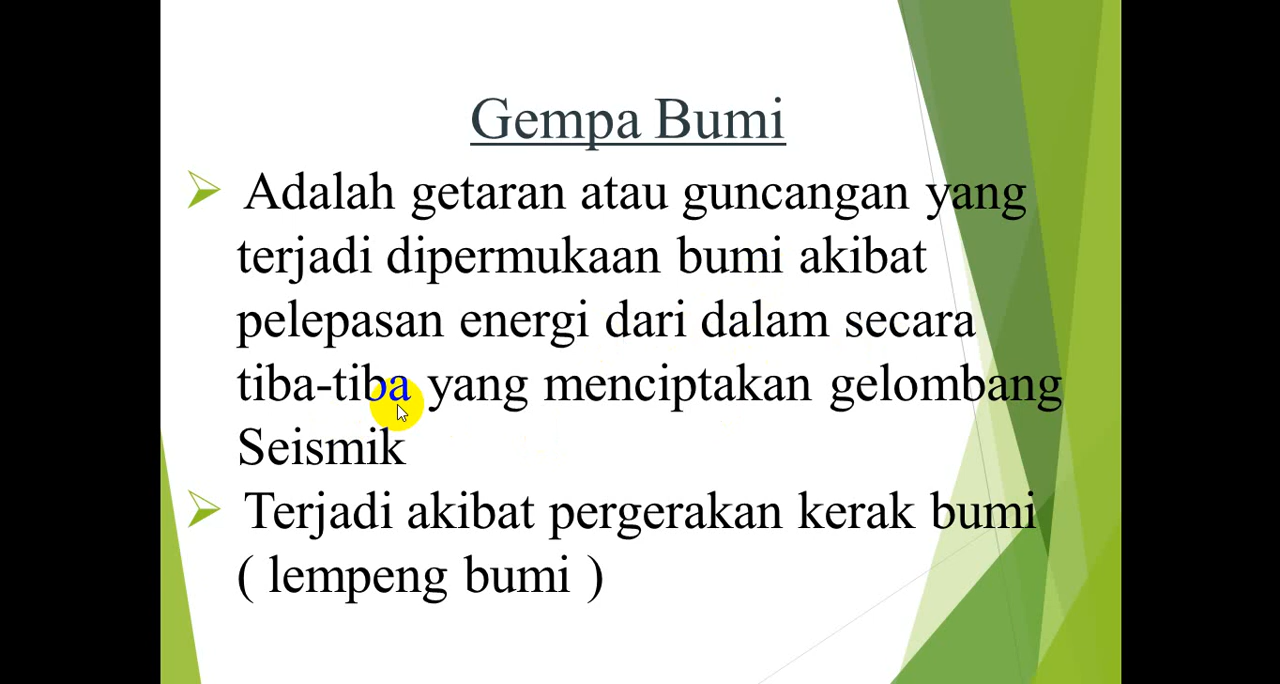 Gempa Bumi
Adalah getaran atau guncangan yang
terjadi dipermukaan bumi akibat
pelepasan energi dari dalam secara
tiba-tiba yang menciptakan gelombang
Seismik
Terjadi akibat pergerakan kerak bumi
( lempeng bumi )